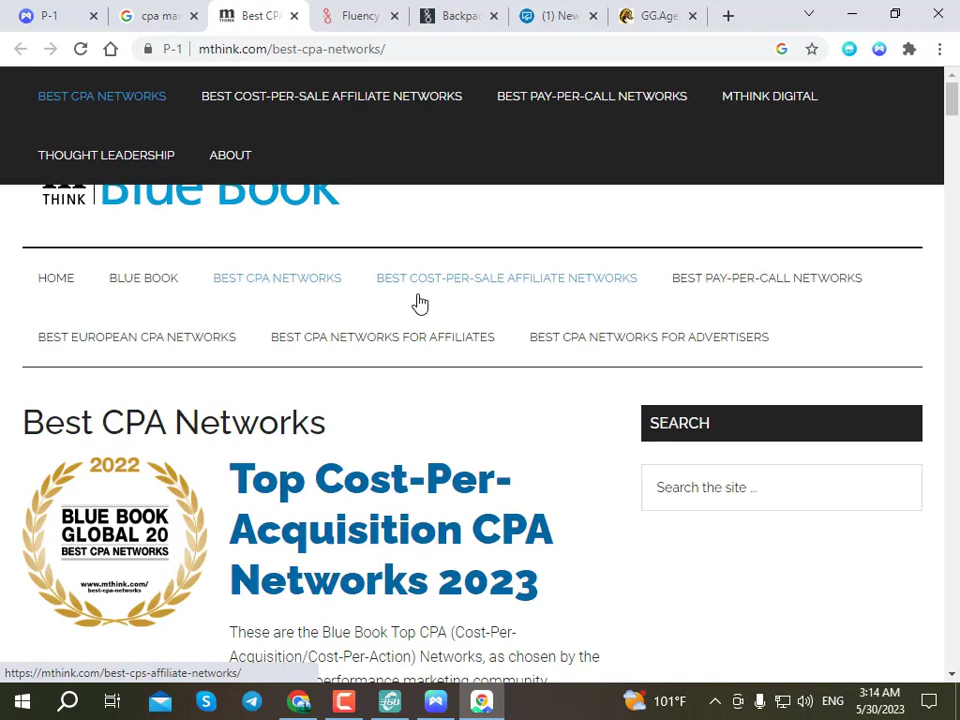 P-1
cpa mar
Best CP
Fluency
Backpac
(1) New
GG.Age
P-1
mthink.com/best-cpa-networks/
BEST CPA NETWORKS
BEST COST-PER-SALE AFFILIATE NETWORKS
BEST PAY-PER-CALL NETWORKS
MTHINK DIGITAL
THOUGHT LEADERSHIP
ABOUT
THINK
Blue Book
HOME
BLUE BOOK
BEST CPA NETWORKS
BEST COST-PER-SALE AFFILIATE NETWORKS
BEST PAY-PER-CALL NETWORKS
BEST EUROPEAN CPA NETWORKS
BEST CPA NETWORKS FOR AFFILIATES
BEST CPA NETWORKS FOR ADVERTISERS
Best CPA Networks
SEARCH
Search the site ...
2022
BLUE BOOK
GLOBAL 20
BEST CPA NETWORKS
www.mthink.com/
best-cpa-networks
Top Cost-Per-
Acquisition CPA
Networks 2023
These are the Blue Book Top CPA (Cost-Per-
Acquisition/Cost-Per-Action) Networks, as chosen by the
performance marketing community
https://mthink.com/best-cps-affiliate-networks/
101°F
ENG
3:14 AM
5/30/2023